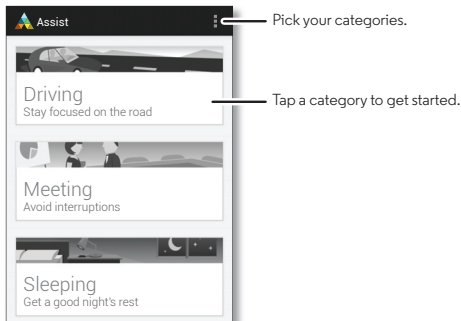 Assist
Pick your categories.
Driving
Stay focused on the road
Tap a category to get started.
Meeting
Avoid interruptions
Sleeping
Get a good night's rest